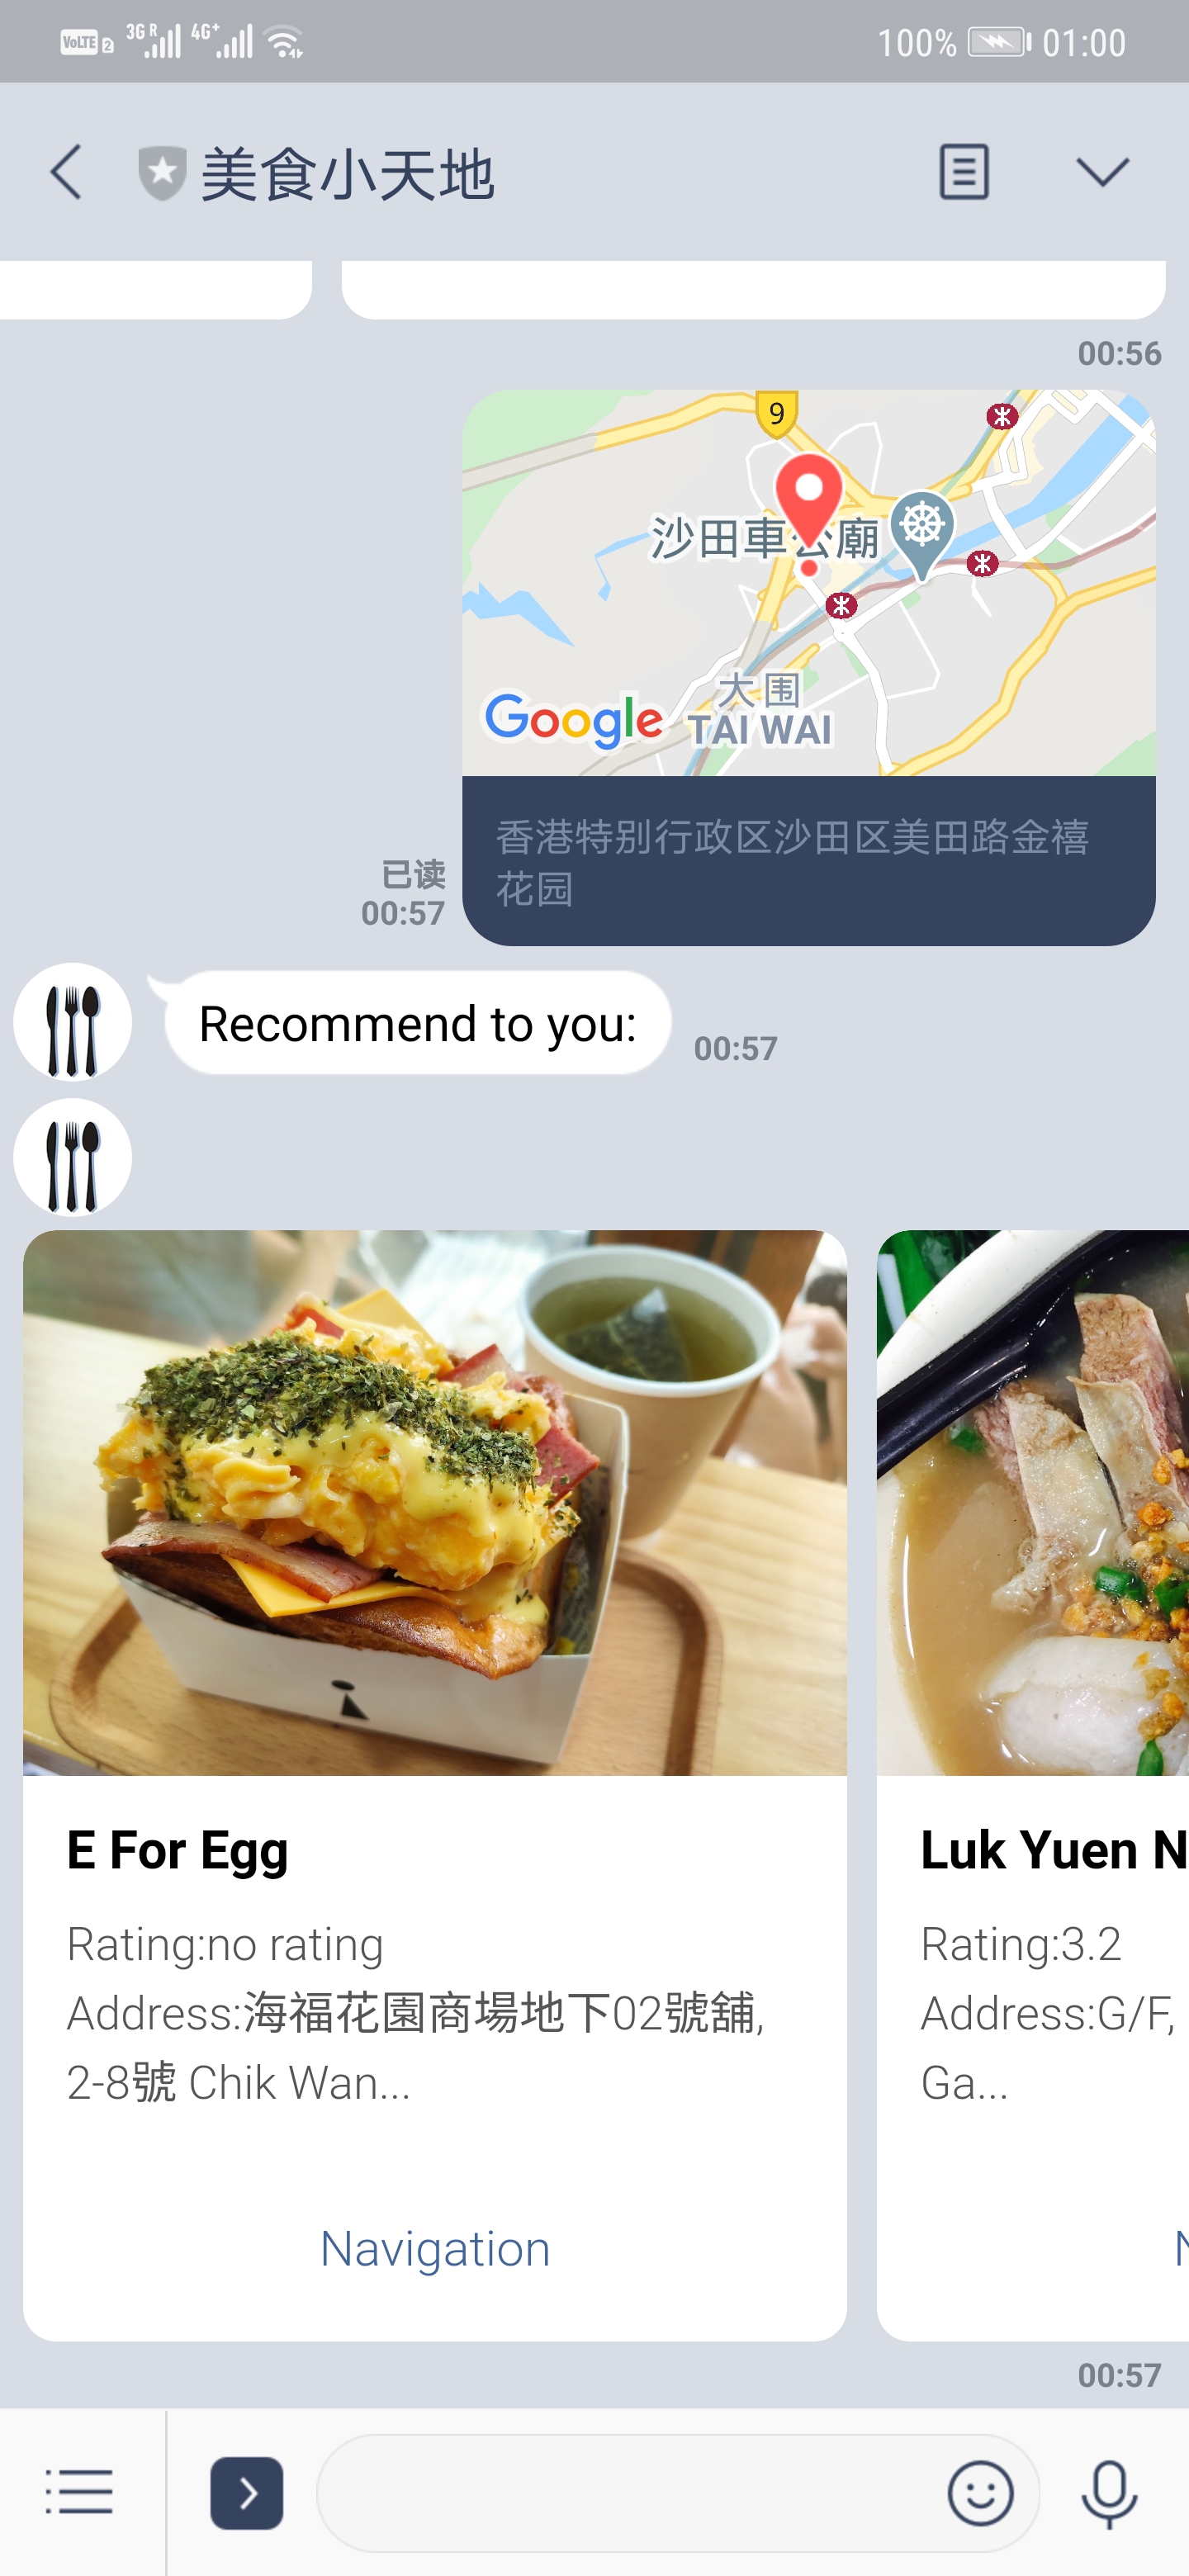 VoLTE 2 3G R 4G+ 100% 01:00
美食小天地
00:56
9
沙田車公廟
大围
TAI WAI
Google
香港特别行政区沙田区美田路金禧
花园
已读
00:57
Recommend to you:
00:57
E For Egg
Rating:no rating
Address:海福花園商場地下02號舖,
2-8號 Chik Wan...
Navigation
Luk Yuen N
Rating:3.2
Address:G/F,
Ga...
N
00:57